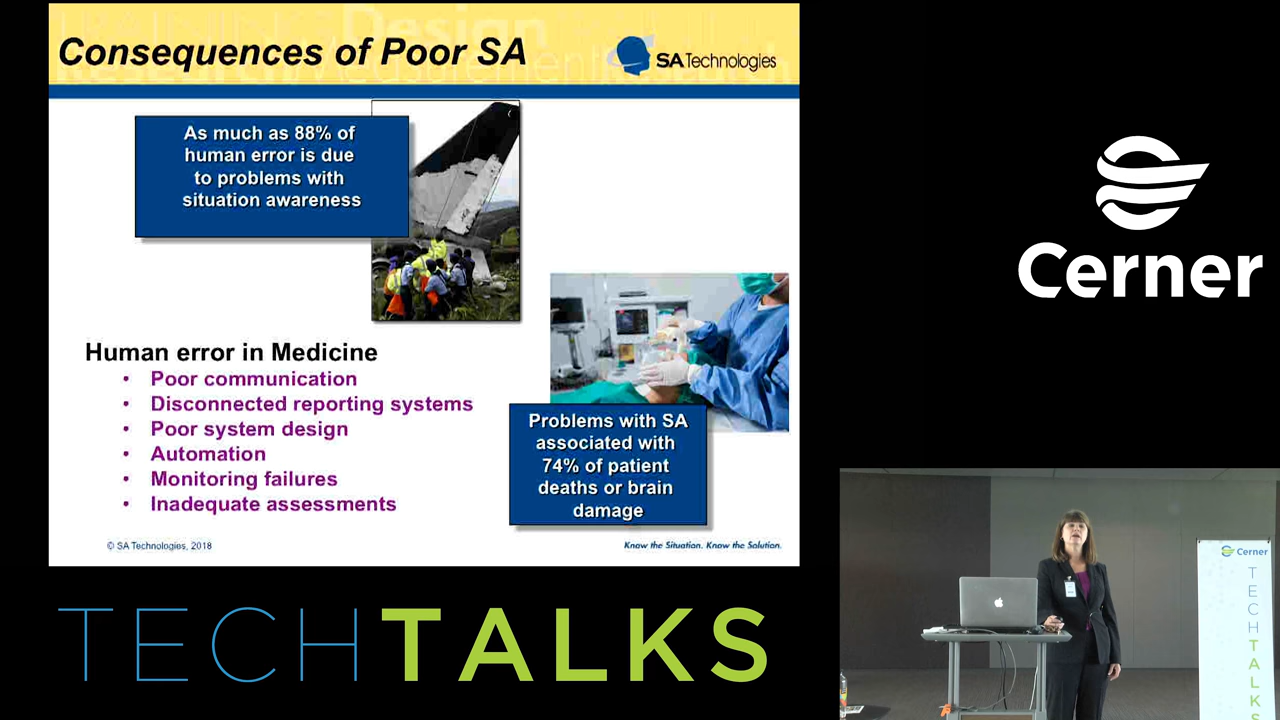 Consequences of Poor SA
SA Technologies
As much as 88% of
human error is due
to problems with
situation awareness
Human error in Medicine
• Poor communication
• Disconnected reporting systems
• Poor system design
• Automation
• Monitoring failures
• Inadequate assessments
Problems with SA
associated with
74% of patient
deaths or brain
damage
© SA Technologies, 2018
Know the Situation. Know the Solution.
Cerner
TECHTALKS
Cerner
TECHTALKS